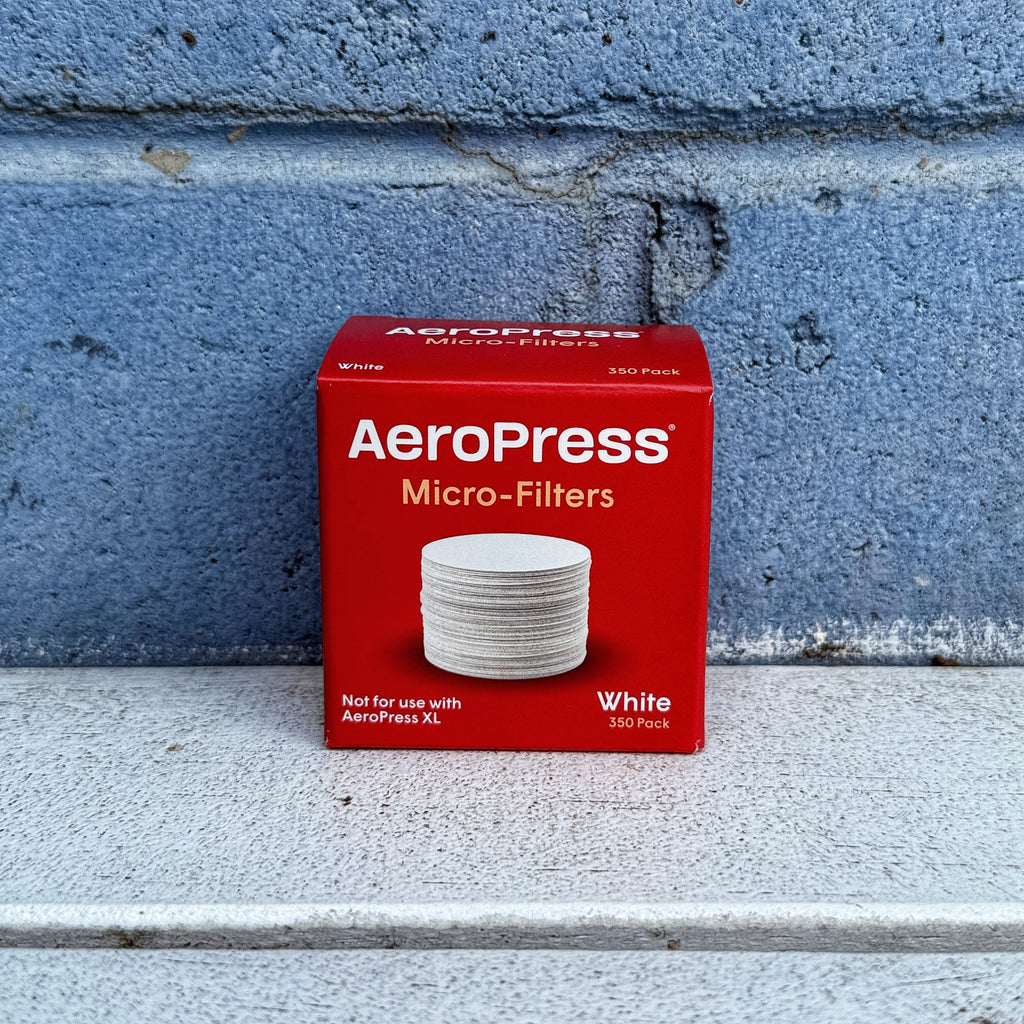 AeroPress
Micro-Filters
White
350 Pack
AeroPress®
Micro-Filters
Not for use with
AeroPress XL
White
350 Pack